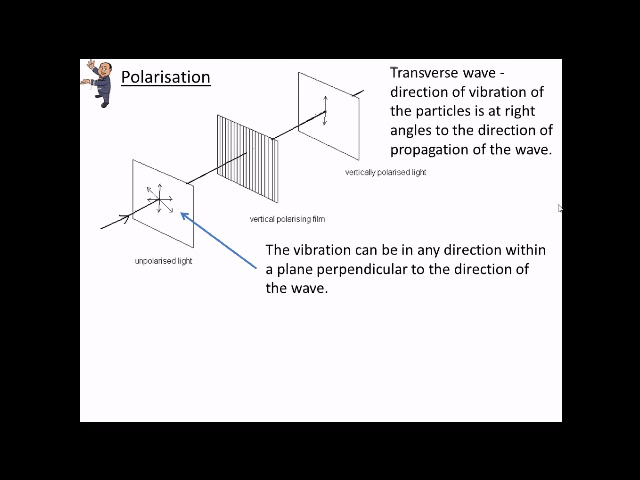 Polarisation
Transverse wave -
direction of vibration of
the particles is at right
angles to the direction of
propagation of the wave.
vertically polarised light
vertical polarising film
unpolarised light
The vibration can be in any direction within
a plane perpendicular to the direction of
the wave.